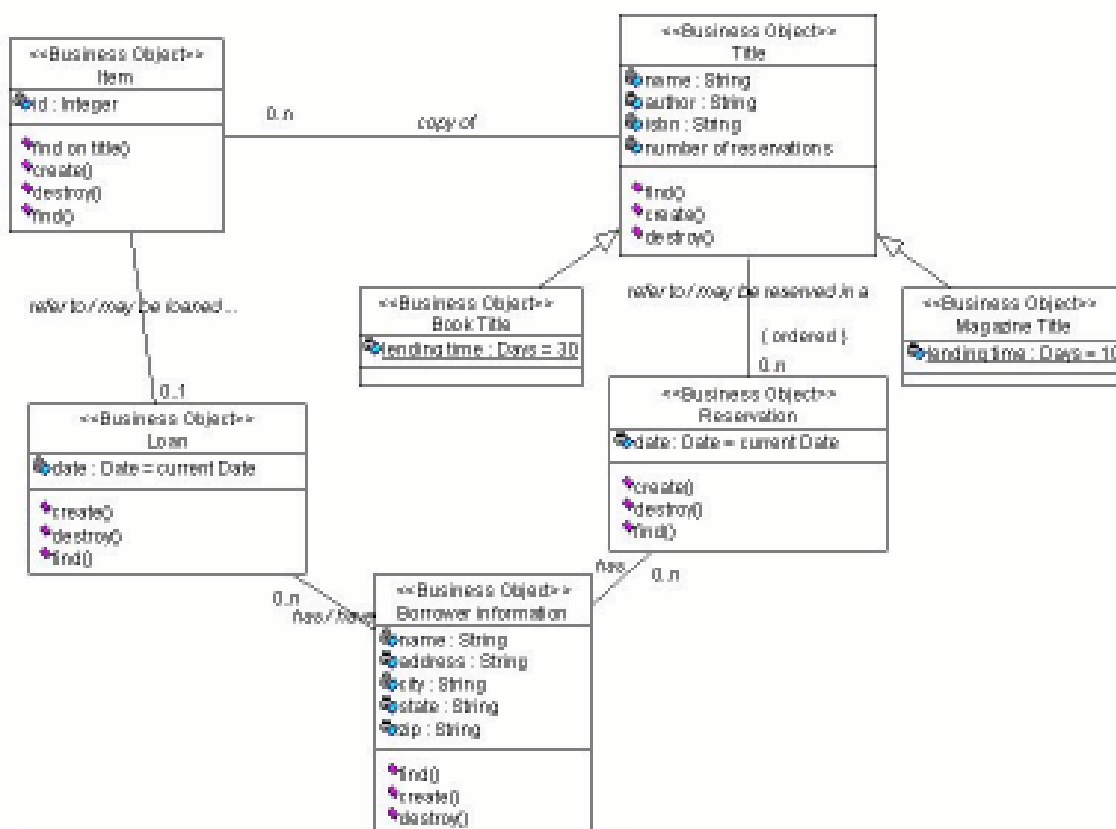 <<Business Object>>
Item
id : Integer
find on title()
create()
destroy()
find()
0..n
copy of
<<Business Object>>
Title
name : String
author : String
isbn : String
number of reservations
find()
create()
destroy()
refer to / may be loaned ...
0..1
<<Business Object>>
Book Title
lending time : Days = 30
refer to / may be reserved in a
{ ordered }
0..n
<<Business Object>>
Magazine Title
lending time : Days = 10
<<Business Object>>
Loan
date : Date = current Date
create()
destroy()
find()
<<Business Object>>
Reservation
date : Date = current Date
create()
destroy()
find()
0..n
has / have
has
0..n
<<Business Object>>
Borrower information
name : String
address : String
city : String
state : String
zip : String
find()
create()
destroy()